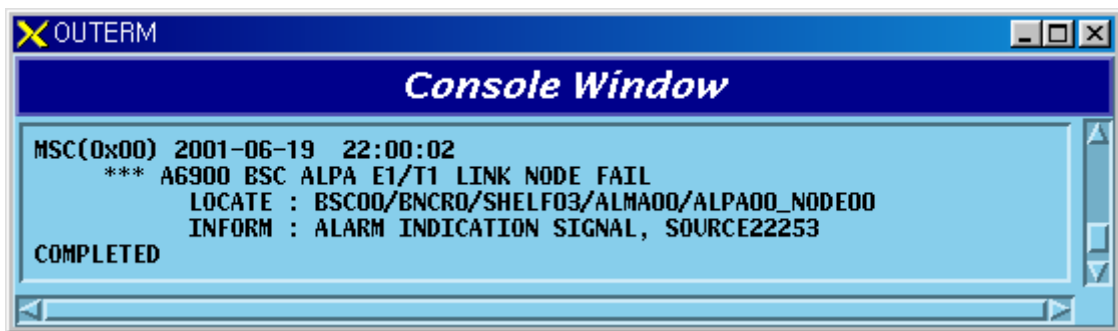 OUTERM
Console Window
MSC(0x00) 2001-06-19 22:00:02
*** A6900 BSC ALPA E1/T1 LINK NODE FAIL
LOCATE : BSC00/BNCR0/SHELF03/ALMA00/ALPA00_NODE00
INFORM : ALARM INDICATION SIGNAL, SOURCE22253
COMPLETED